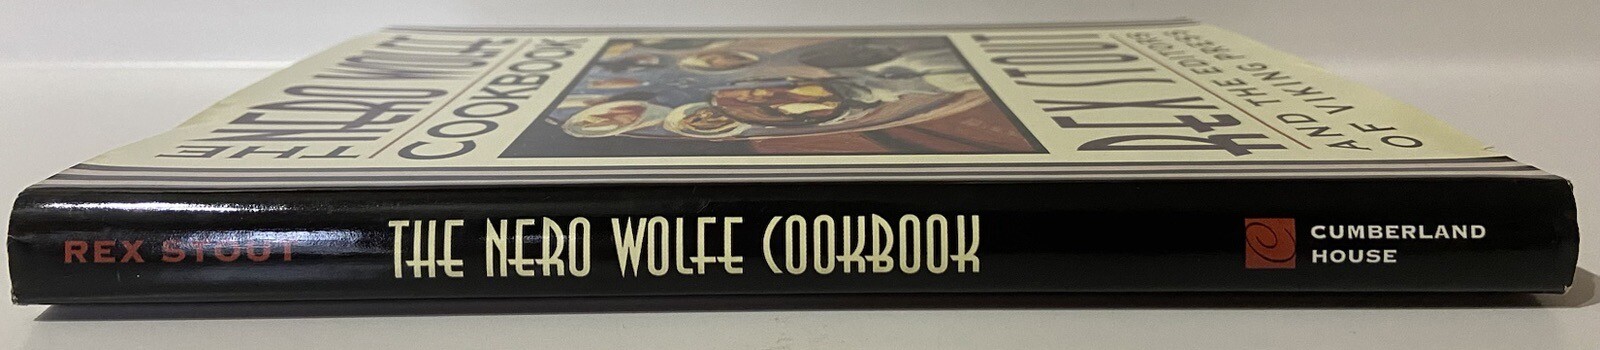 THE NERO WOLFE
COOKBOOK
REX STOUT
AND THE EDITORS
OF VIKING PRESS
REX STOUT
THE NERO WOLFE COOKBOOK
CUMBERLAND
HOUSE